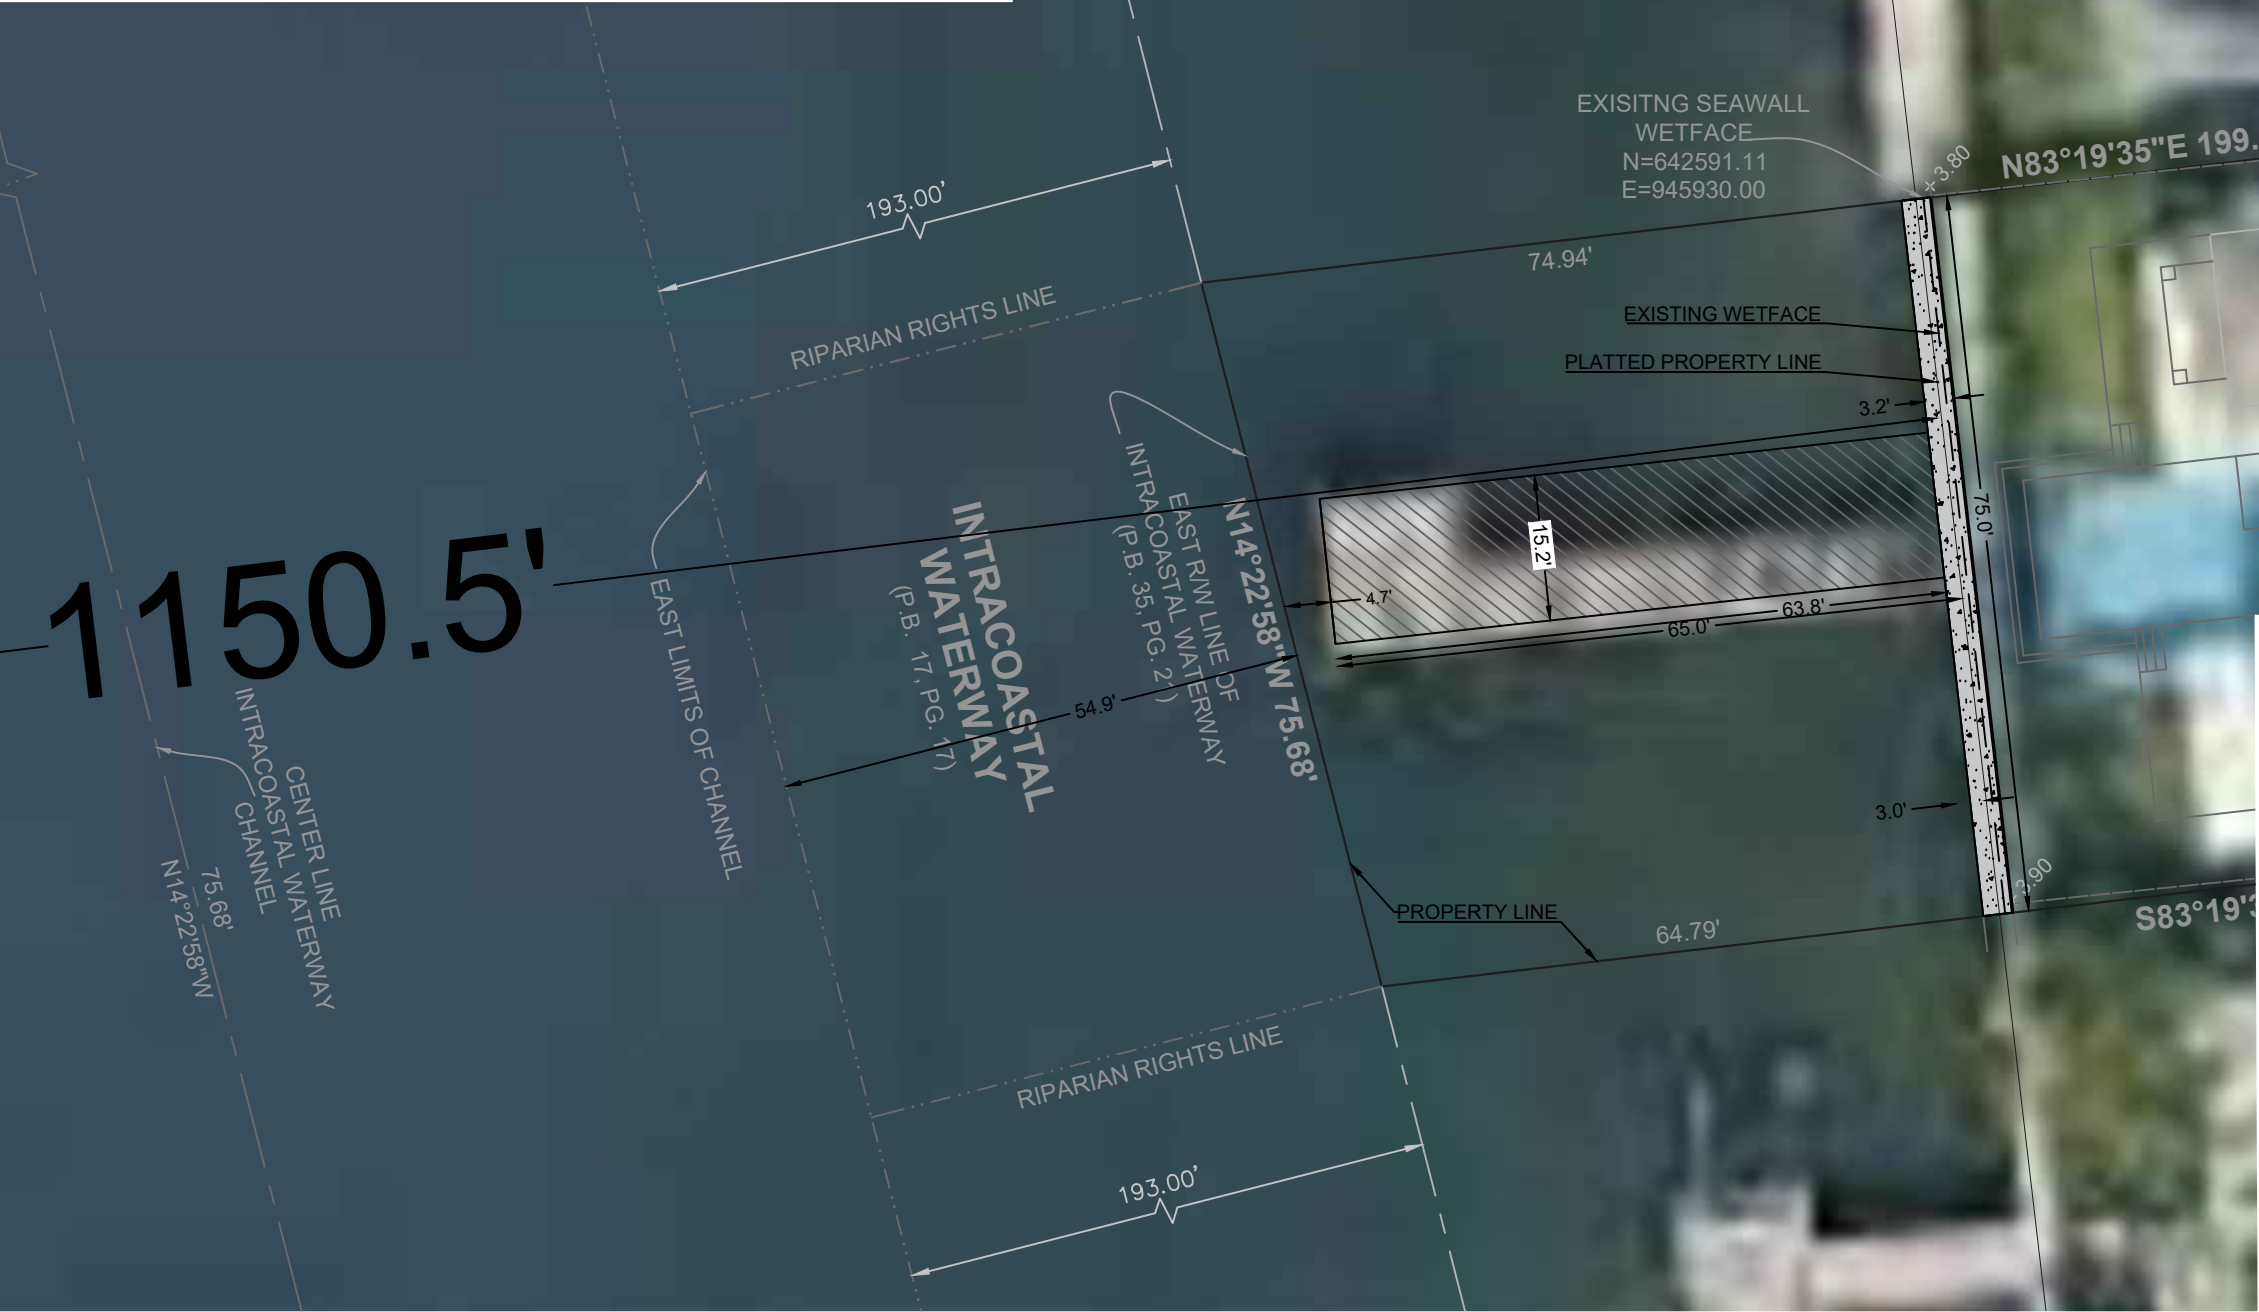 EXISITNG SEAWALL
WETFACE
N=642591.11
E=945930.00
+ 3.80
N83°19'35"E 199.
193.00'
74.94'
RIPARIAN RIGHTS LINE
EXISTING WETFACE
PLATTED PROPERTY LINE
3.2'
75.0'
15.2'
4.7'
63.8'
65.0'
1150.5'
EAST LIMITS OF CHANNEL
INTRACOASTAL
WATERWAY
(P.B. 17, PG. 17)
EAST R/W LINE OF
INTRACOASTAL WATERWAY
(P.B. 35, PG. 21)
N14°22'58"W 75.68'
54.9'
CENTER LINE
INTRACOASTAL WATERWAY
CHANNEL
75.68'
N14°22'58"W
3.0'
3.90
PROPERTY LINE
64.79'
S83°19'3
RIPARIAN RIGHTS LINE
193.00'